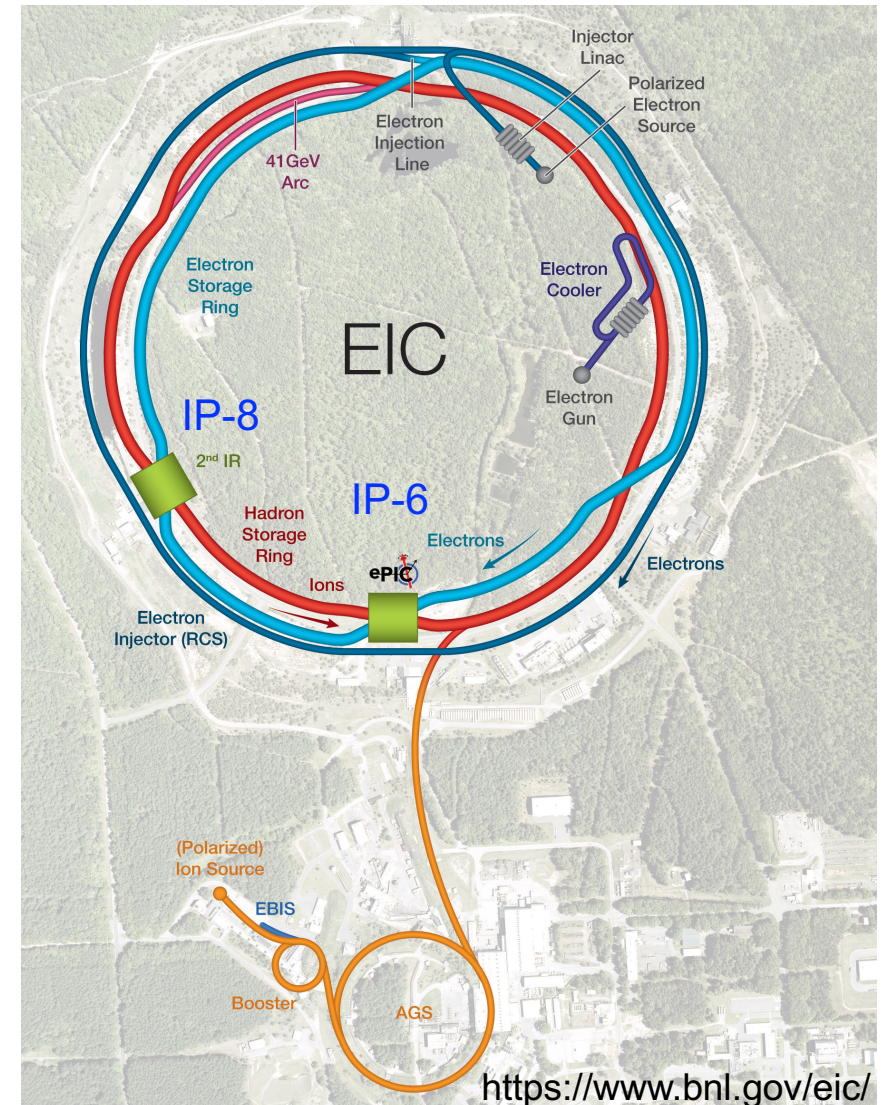 Injector
Linac
Polarized
Electron
Source
Electron
Injection
Line
41GeV
Arc
Electron
Storage
Ring
Electron
Cooler
EIC
Electron
Gun
IP-8
2nd IR
IP-6
Hadron
Storage
Ring
Electrons
ePIC
Ions
Electrons
Electron
Injector (RCS)
(Polarized)
Ion Source
EBIS
Booster
AGS
https://www.bnl.gov/eic/